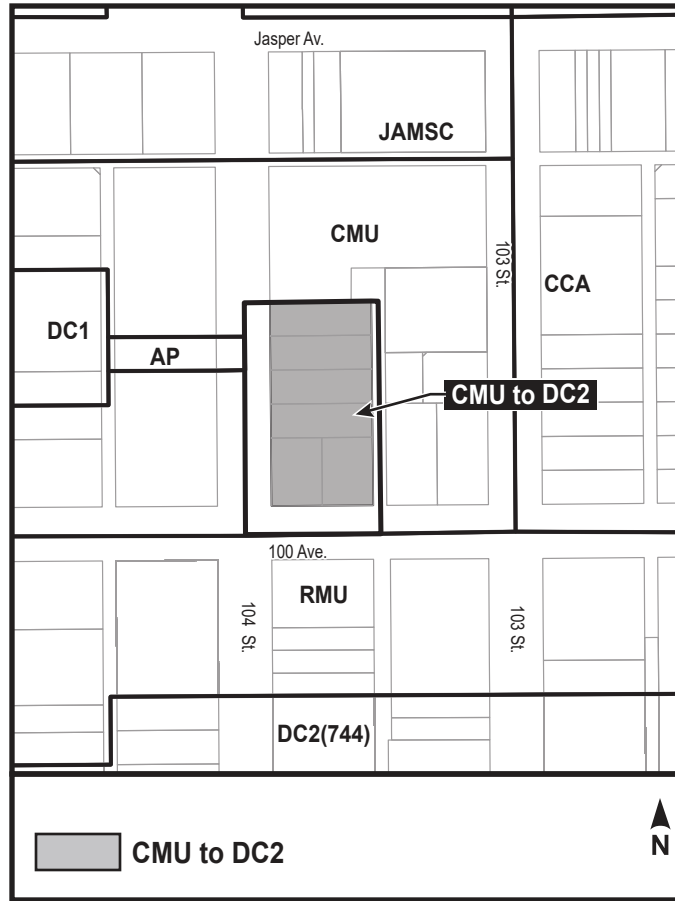 Jasper Av.
JAMSC
CMU
103 St.
CCA
DC1
AP
CMU to DC2
100 Ave.
RMU
104 St.
103 St.
DC2(744)
CMU to DC2
N